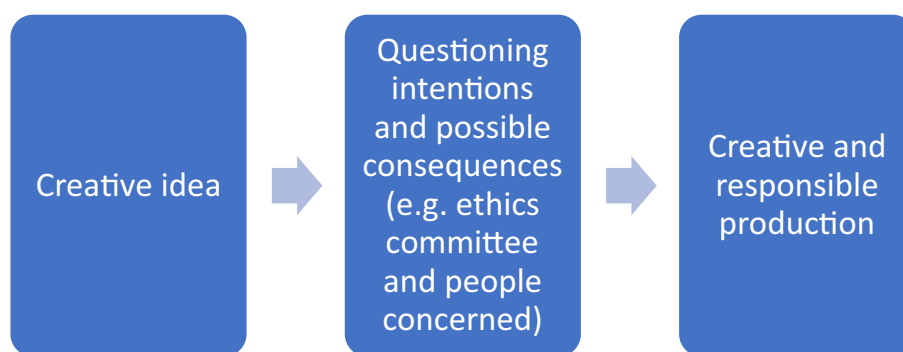 Creative idea
Questioning
intentions
and possible
consequences
(e.g. ethics
committee
and people
concerned)
Creative and
responsible
production